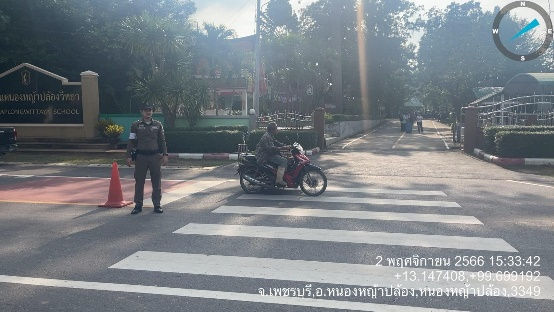 นหนองหญ้าปล้องวิทยา
APLONGWITTAYA SCHOOL
N
E
S
W
2 พฤศจิกายน 2566 15:33:42
+13.147408,+99.699192
จ.เพชรบุรี,อ.หนองหญ้าปล้อง,หนองหญ้าปล้อง,3349